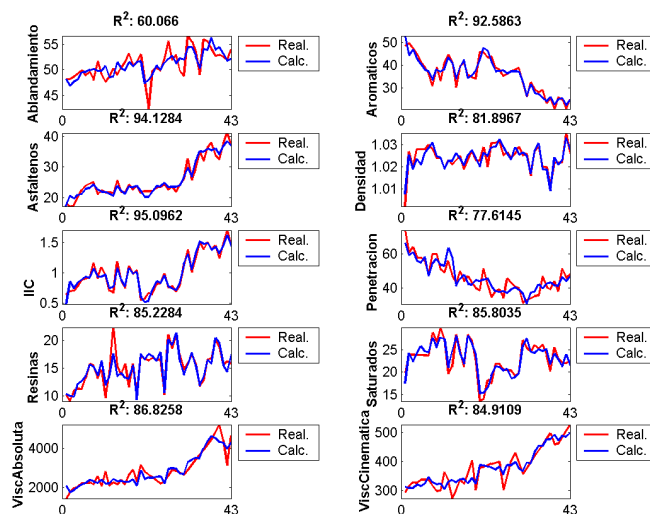 R²: 60.066
Ablandamiento
55
50
45
0
43
Real.
Calc.
R²: 92.5863
Aromaticos
50
40
30
0
43
Real.
Calc.
R²: 94.1284
Asfaltenos
40
30
20
0
43
Real.
Calc.
R²: 81.8967
Densidad
1.03
1.02
1.01
0
43
Real.
Calc.
R²: 95.0962
IIC
1.5
1
0.5
0
43
Real.
Calc.
R²: 77.6145
Penetracion
60
40
0
43
Real.
Calc.
R²: 85.2284
Resinas
20
15
10
0
43
Real.
Calc.
R²: 85.8035
Saturados
25
20
15
0
43
Real.
Calc.
R²: 86.8258
ViscAbsoluta
4000
2000
0
43
Real.
Calc.
R²: 84.9109
ViscCinematica
500
400
300
0
43
Real.
Calc.